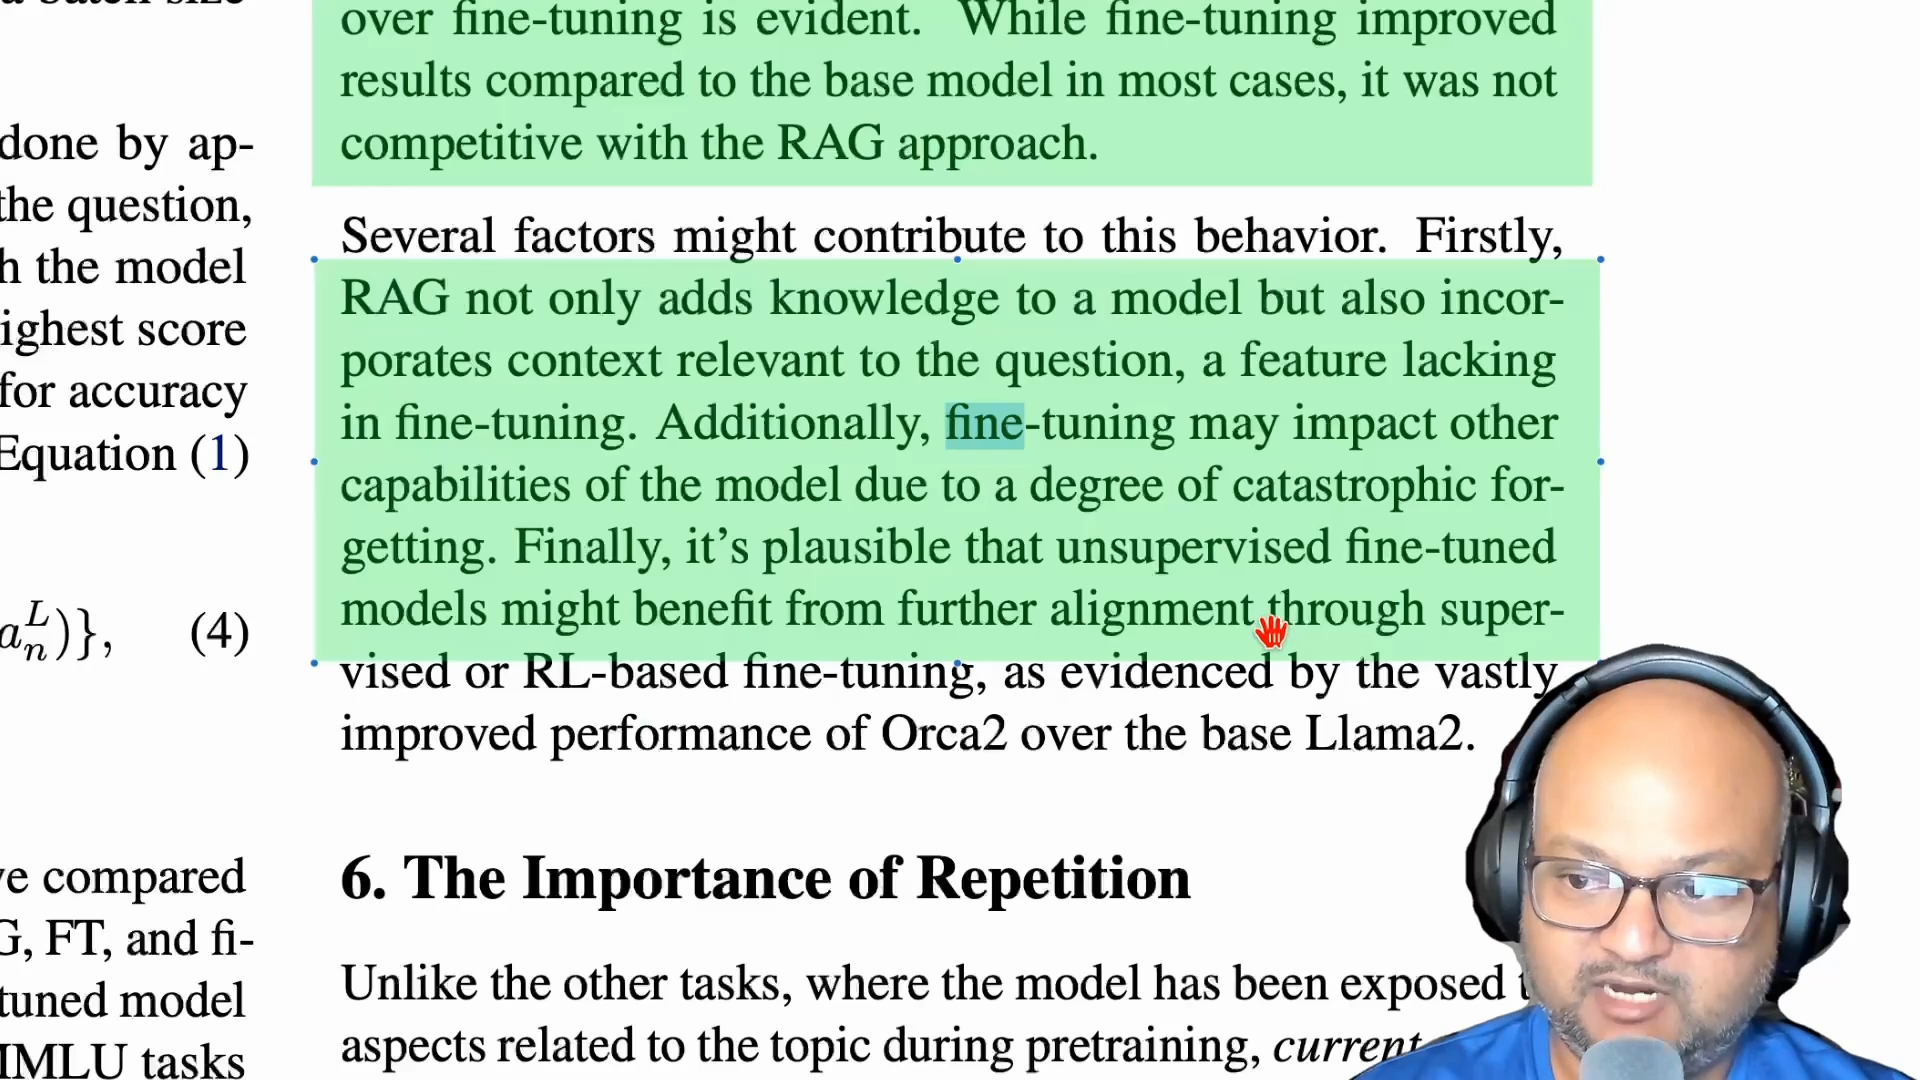 a batch size
done by ap-
the question,
h the model
ighest score
for accuracy
Equation (1)
a_n^L)}, (4)
ve compared
G, FT, and fi-
tuned model
MMLU tasks
over fine-tuning is evident. While fine-tuning improved
results compared to the base model in most cases, it was not
competitive with the RAG approach.
Several factors might contribute to this behavior. Firstly,
RAG not only adds knowledge to a model but also incor-
porates context relevant to the question, a feature lacking
in fine-tuning. Additionally, fine-tuning may impact other
capabilities of the model due to a degree of catastrophic for-
getting. Finally, it's plausible that unsupervised fine-tuned
models might benefit from further alignment through super-
vised or RL-based fine-tuning, as evidenced by the vastly
improved performance of Orca2 over the base Llama2.
6. The Importance of Repetition
Unlike the other tasks, where the model has been exposed
aspects related to the topic during pretraining, current